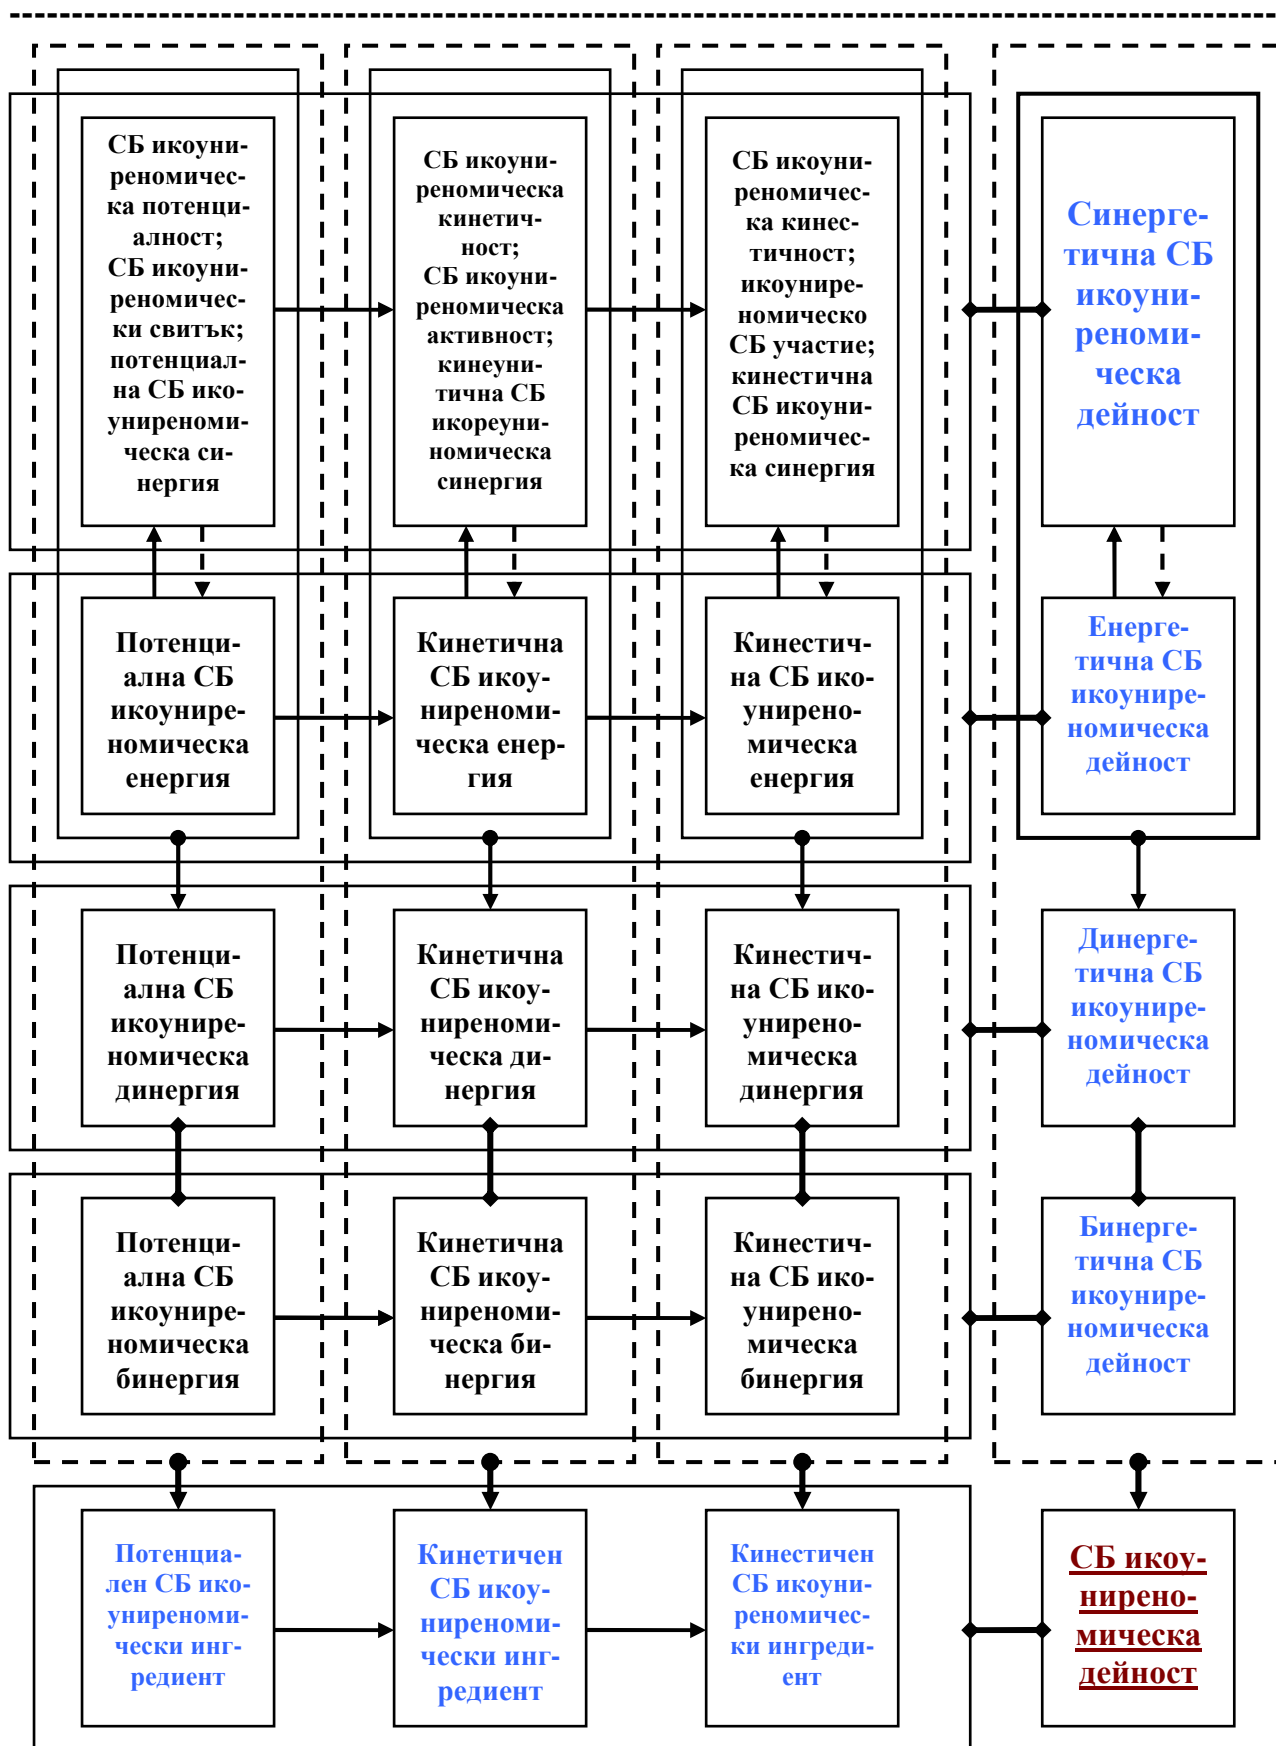 СБ икоуни-
реномичес-
ка потенци-
алност;
СБ икоуни-
реномичес-
ки свитък;
потенциал-
на СБ ико-
униреноми-
ческа си-
нергия
СБ икоуни-
реномическа
кинетич-
ност;
СБ икоуни-
реномическа
активност;
кинеуни-
тична СБ
икореуни-
номическа
синергия
СБ икоуни-
реномичес-
ка кинес-
тичност;
икоунире-
номическо
СБ участие;
кинестична
СБ икоуни-
реномичес-
ка синергия
Синерге-
тична СБ
икоуни-
реноми-
ческа
дейност
Потенци-
ална СБ
икоунире-
номическа
енергия
Кинетична
СБ икоу-
ниреноми-
ческа енер-
гия
Кинестич-
на СБ ико-
унирено-
мическа
енергия
Енерге-
тична СБ
икоунире-
номическа
дейност
Потенци-
ална СБ
икоунире-
номическа
динергия
Кинетична
СБ икоу-
ниреноми-
ческа ди-
нергия
Кинестич-
на СБ ико-
унирено-
мическа
динергия
Динерге-
тична СБ
икоунире-
номическа
дейност
Потенци-
ална СБ
икоунире-
номическа
бинергия
Кинетична
СБ икоу-
ниреноми-
ческа би-
нергия
Кинестич-
на СБ ико-
унирено-
мическа
бинергия
Бинерге-
тична СБ
икоунире-
номическа
дейност
Потенциа-
лен СБ ико-
униреноми-
чески инг-
редиент
Кинетичен
СБ икоу-
ниреноми-
чески инг-
редиент
Кинестичен
СБ икоуни-
реномичес-
ки ингреди-
ент
СБ икоу-
нирено-
мическа
дейност